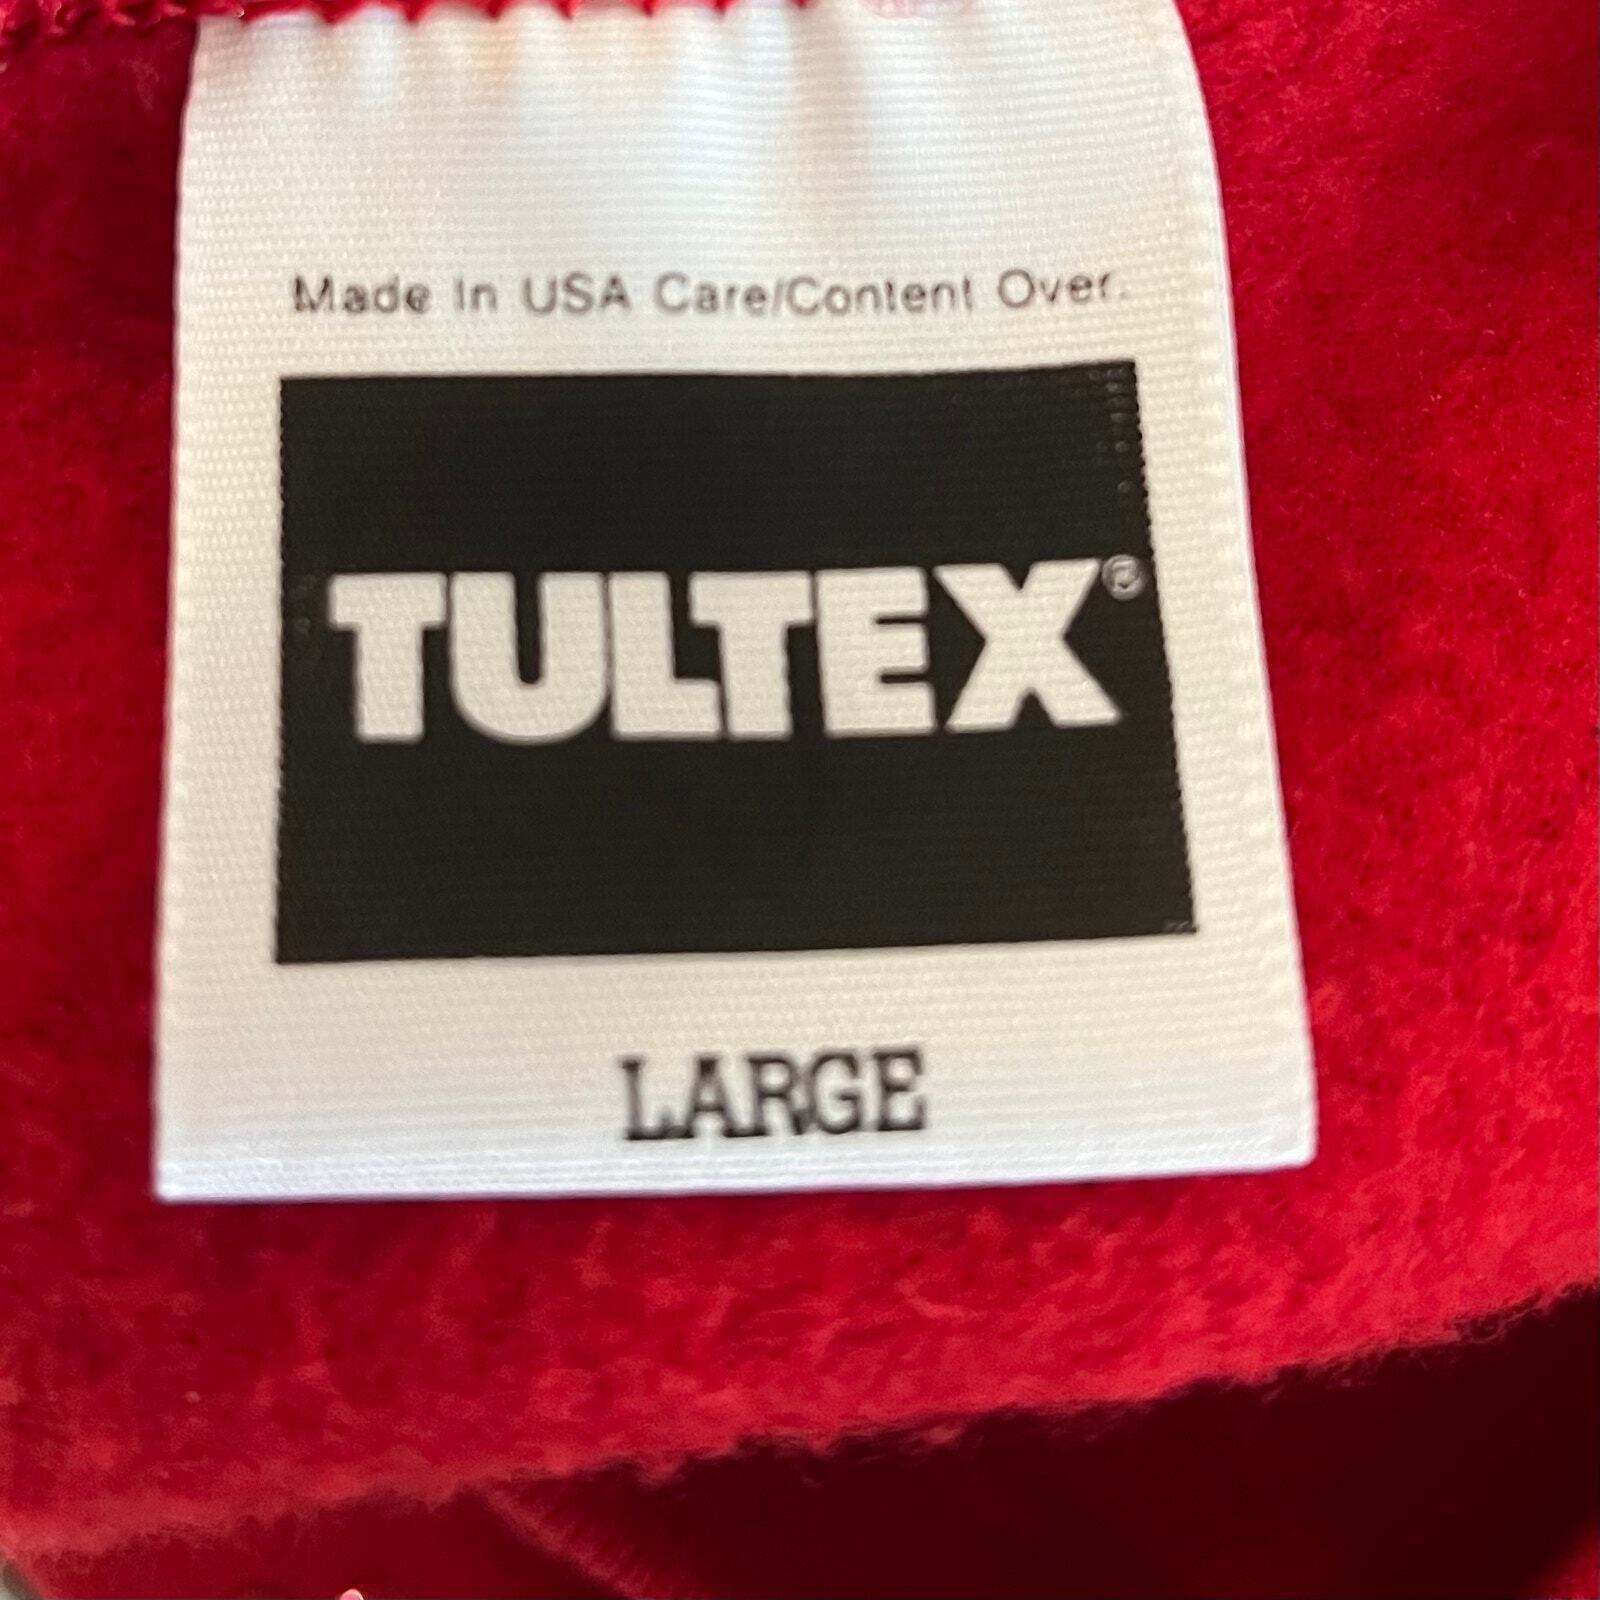 Made In USA Care/Content Over.
TULTEX®
LARGE